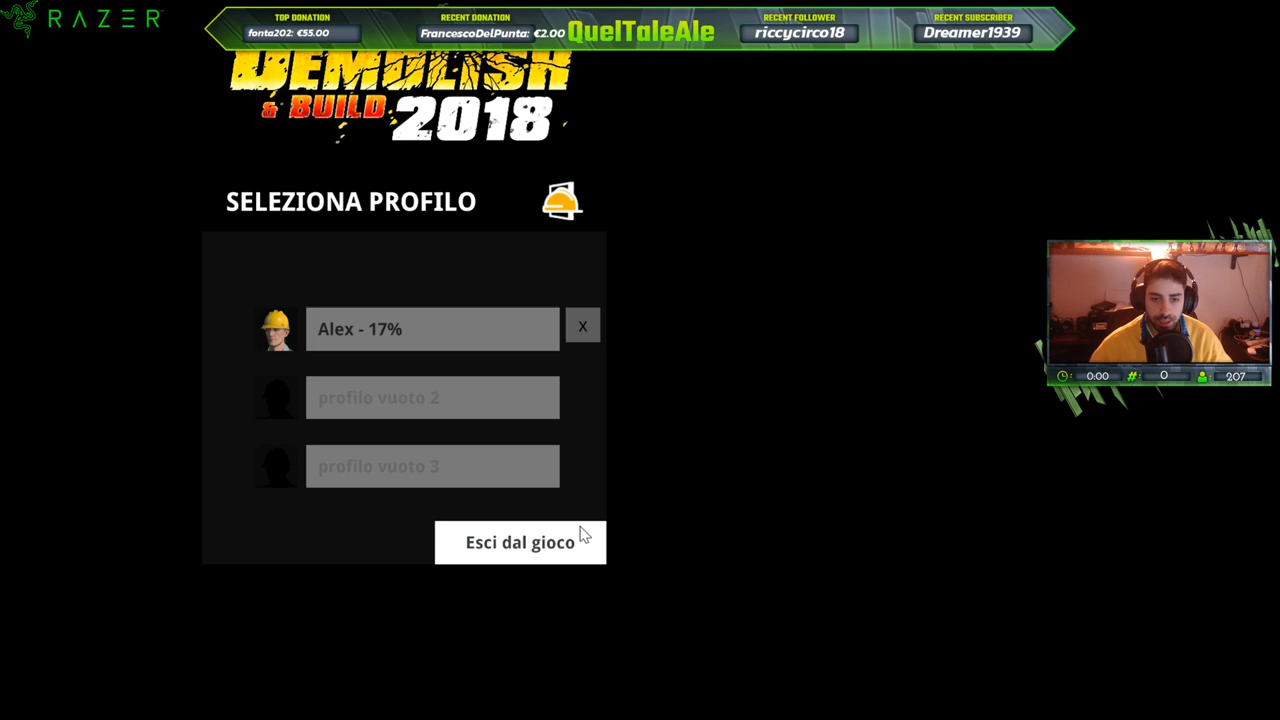 RAZER
TOP DONATION
fonta202: €55.00
RECENT DONATION
FrancescoDelPunta: €2.00
QuelTaleAle
RECENT FOLLOWER
riccycirco18
RECENT SUBSCRIBER
Dreamer1939
DEMOLISH
& BUILD 2018
SELEZIONA PROFILO
Alex - 17%
X
profilo vuoto 2
profilo vuoto 3
Esci dal gioco
: 0:00 #: 0 : 207